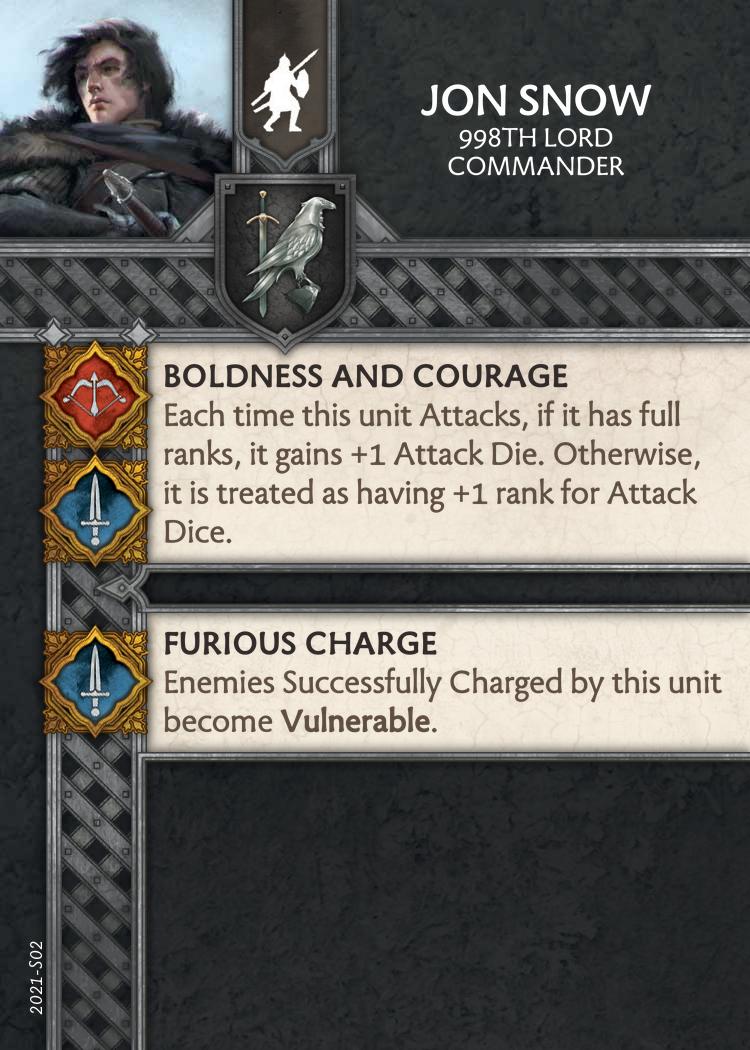 JON SNOW
998TH LORD
COMMANDER
BOLDNESS AND COURAGE
Each time this unit Attacks, if it has full
ranks, it gains +1 Attack Die. Otherwise,
it is treated as having +1 rank for Attack
Dice.
FURIOUS CHARGE
Enemies Successfully Charged by this unit
become Vulnerable.
2021-S02